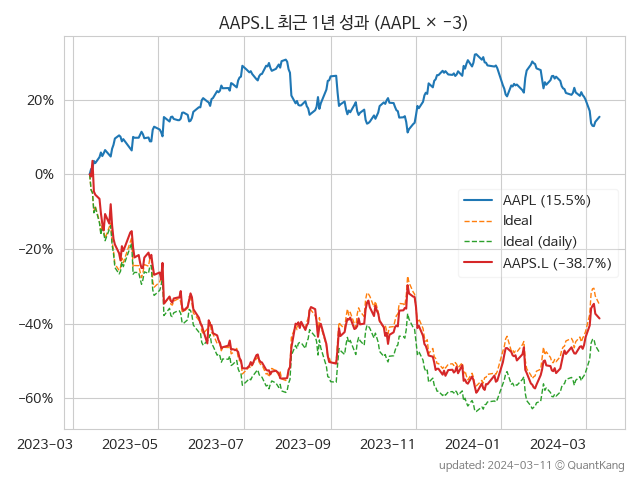 AAPS.L 최근 1년 성과 (AAPL × −3)
20%
0%
−20%
−40%
−60%
AAPL (15.5%)
Ideal
Ideal (daily)
AAPS.L (−38.7%)
2023-03 2023-05 2023-07 2023-09 2023-11 2024-01 2024-03
updated: 2024-03-11 © QuantKang